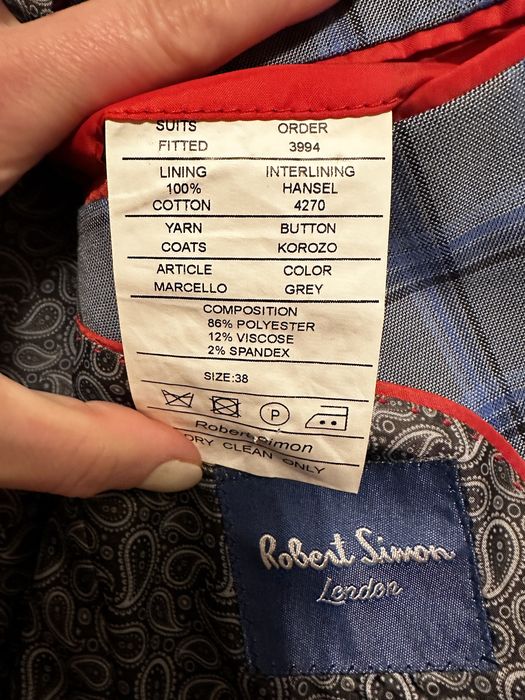 SUITS ORDER
FITTED 3994
LINING INTERLINING
100% HANSEL
COTTON 4270
YARN BUTTON
COATS KOROZO
ARTICLE COLOR
MARCELLO GREY
COMPOSITION
86% POLYESTER
12% VISCOSE
2% SPANDEX
SIZE:38
P
Robert Simon
DRY CLEAN ONLY
Robert Simon
London